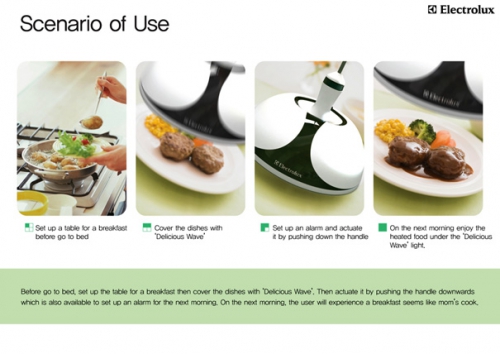 Scenario of Use
Electrolux
Electrolux
Electrolux
Electrolux
Set up a table for a breakfast
before go to bed
Cover the dishes with
"Delicious Wave"
Set up an alarm and actuate
it by pushing down the handle
On the next morning enjoy the
heated food under the "Delicious
Wave" light.
Before go to bed, set up the table for a breakfast then cover the dishes with "Delicious Wave". Then actuate it by pushing the handle downwards
which is also available to set up an alarm for the next morning. On the next morning, the user will experience a breakfast seems like mom's cook.